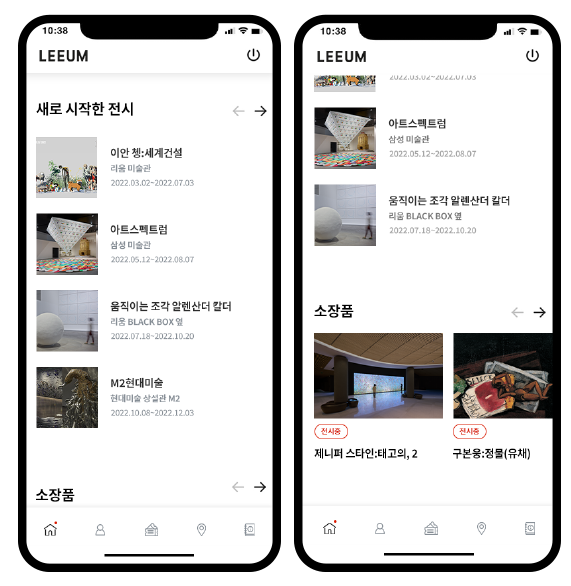 10:38
LEEUM
새로 시작한 전시
이안 쳉:세계건설
리움 미술관
2022.03.02~2022.07.03
아트스펙트럼
삼성 미술관
2022.05.12~2022.08.07
움직이는 조각 알렌산더 칼더
리움 BLACK BOX 옆
2022.07.18~2022.10.20
M2현대미술
현대미술 상설관 M2
2022.10.08~2022.12.03
소장품
10:38
LEEUM
2022.03.02~2022.07.03
아트스펙트럼
삼성 미술관
2022.05.12~2022.08.07
움직이는 조각 알렌산더 칼더
리움 BLACK BOX 옆
2022.07.18~2022.10.20
소장품
전시중
전시중
제니퍼 스타인:태고의, 2
구본웅:정물(유채)